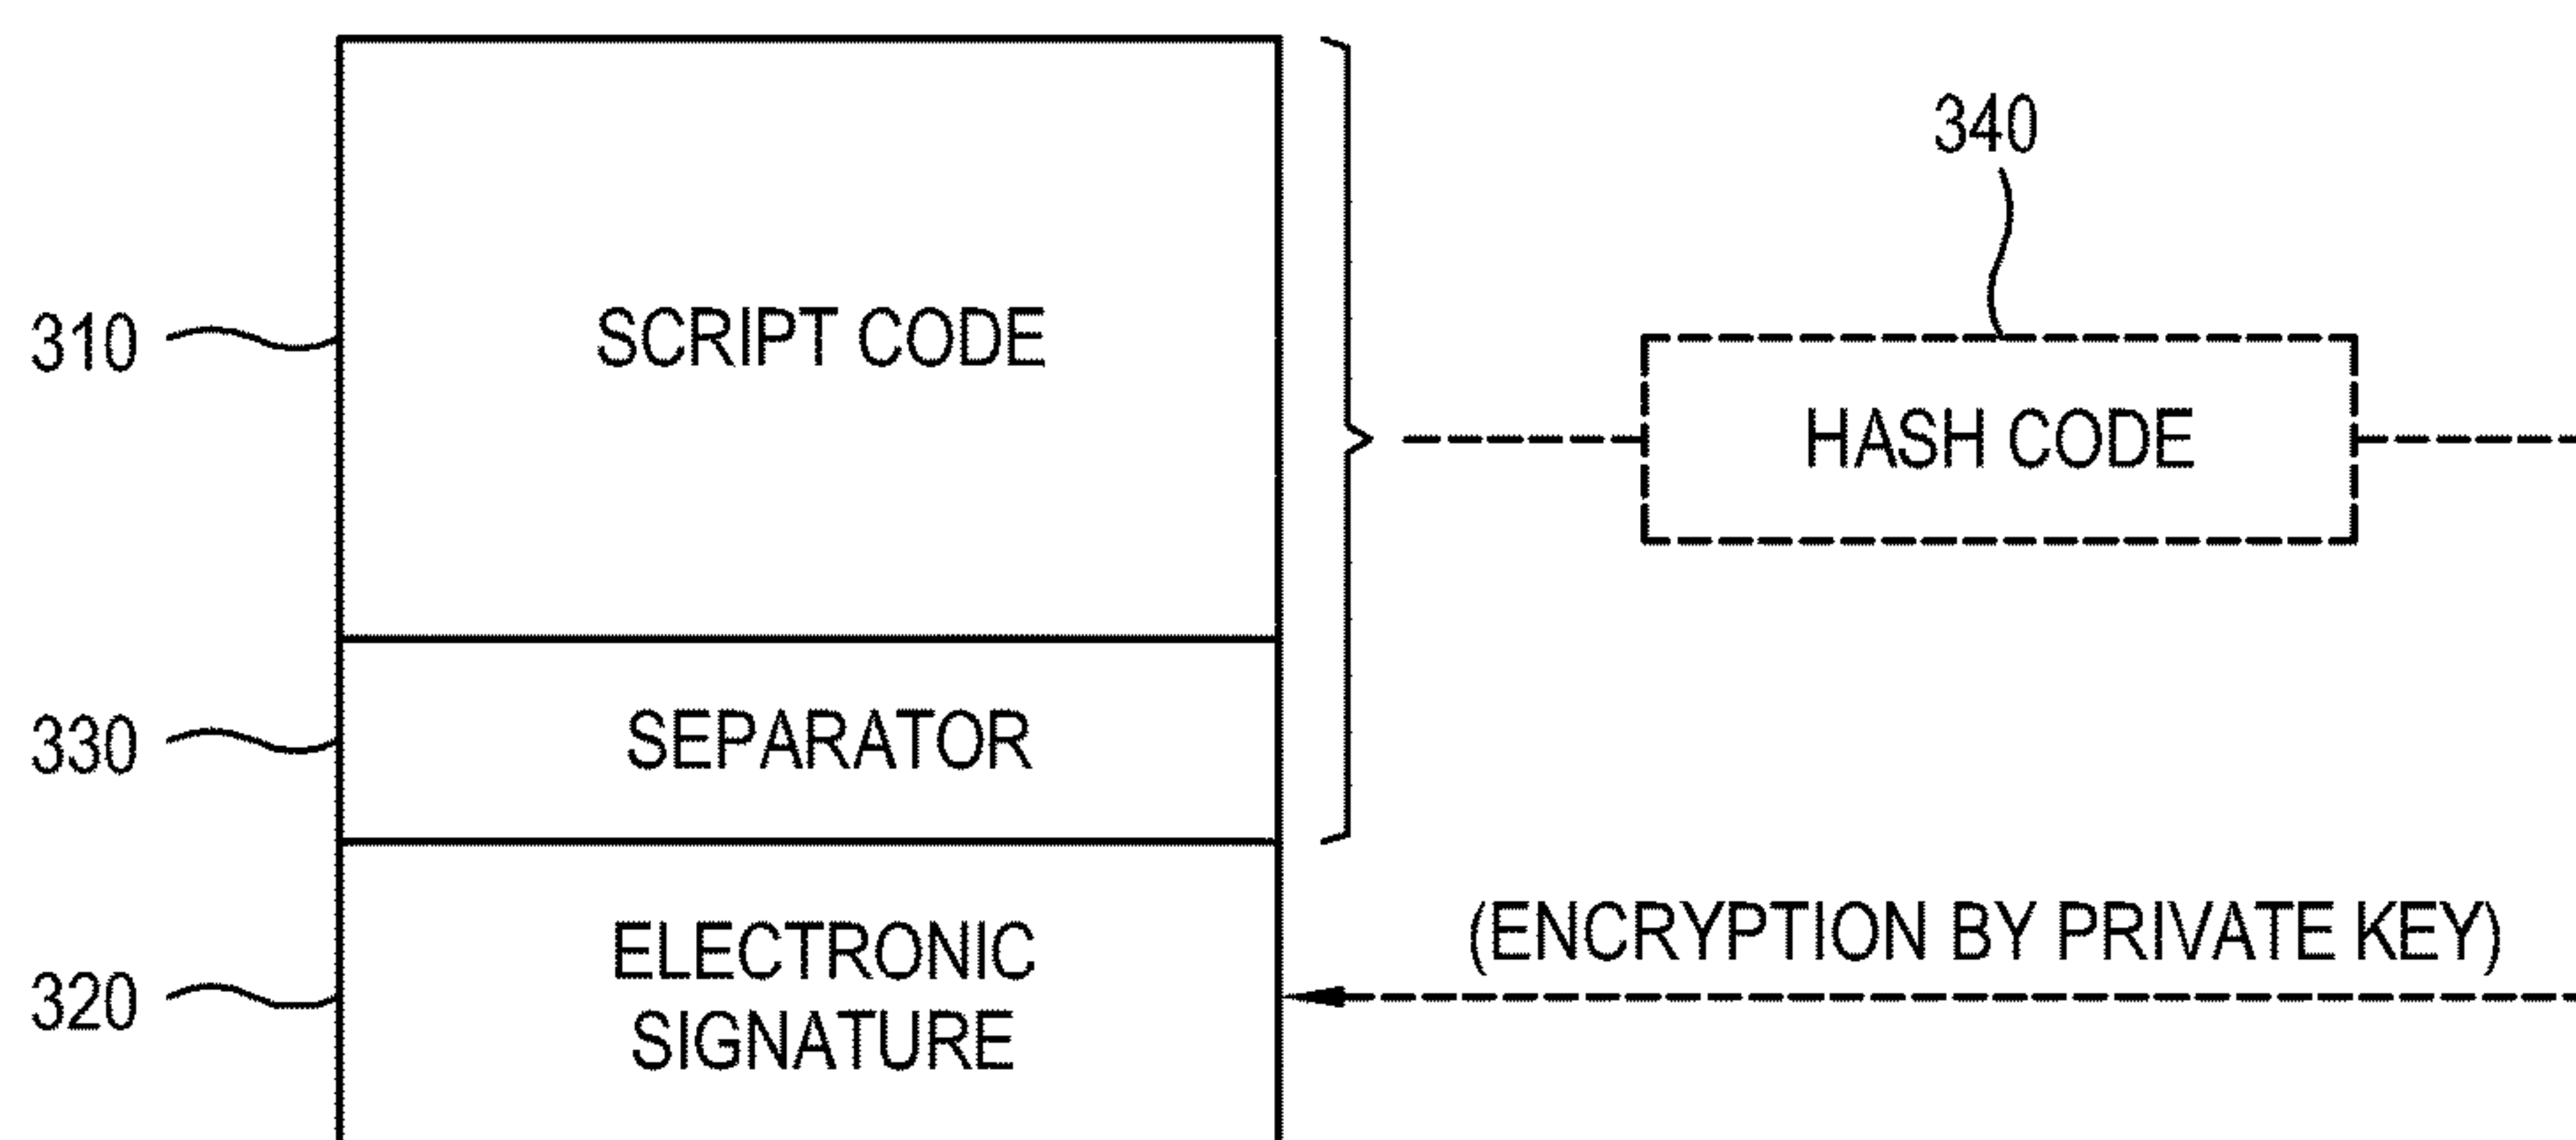 340
310
SCRIPT CODE
HASH CODE
330
SEPARATOR
(ENCRYPTION BY PRIVATE KEY)
320
ELECTRONIC
SIGNATURE